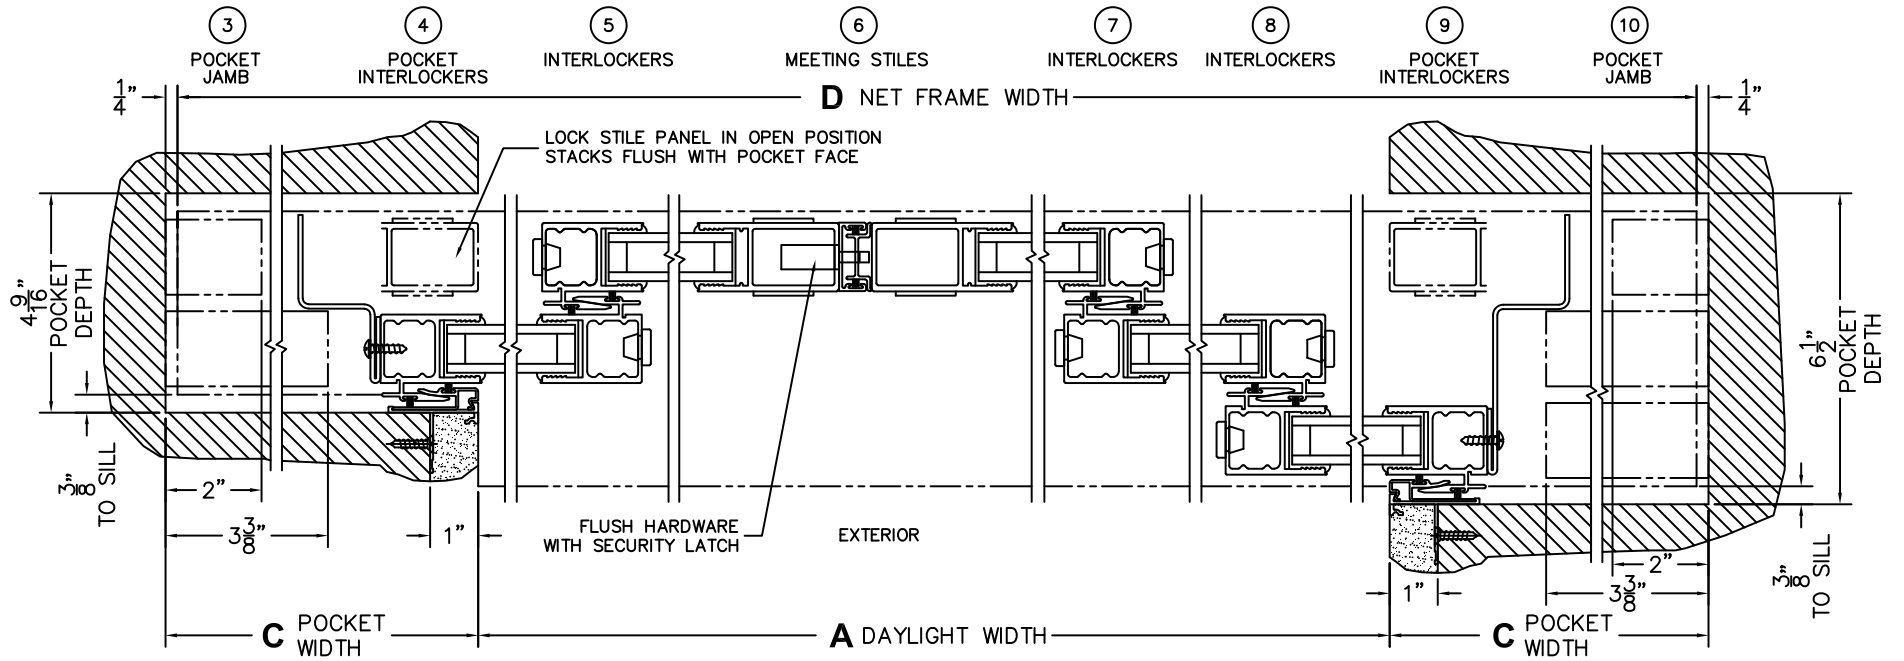 3
POCKET
JAMB
4
POCKET
INTERLOCKERS
5
INTERLOCKERS
6
MEETING STILES
7
INTERLOCKERS
8
INTERLOCKERS
9
POCKET
INTERLOCKERS
10
POCKET
JAMB
1/4"
D NET FRAME WIDTH
1/4"
LOCK STILE PANEL IN OPEN POSITION
STACKS FLUSH WITH POCKET FACE
4 9/16"
POCKET
DEPTH
6 1/2"
POCKET
DEPTH
3/8"
TO SILL
2"
3 3/8"
1"
FLUSH HARDWARE
WITH SECURITY LATCH
EXTERIOR
2"
3 3/8"
1"
3/8"
TO SILL
C POCKET
WIDTH
A DAYLIGHT WIDTH
C POCKET
WIDTH